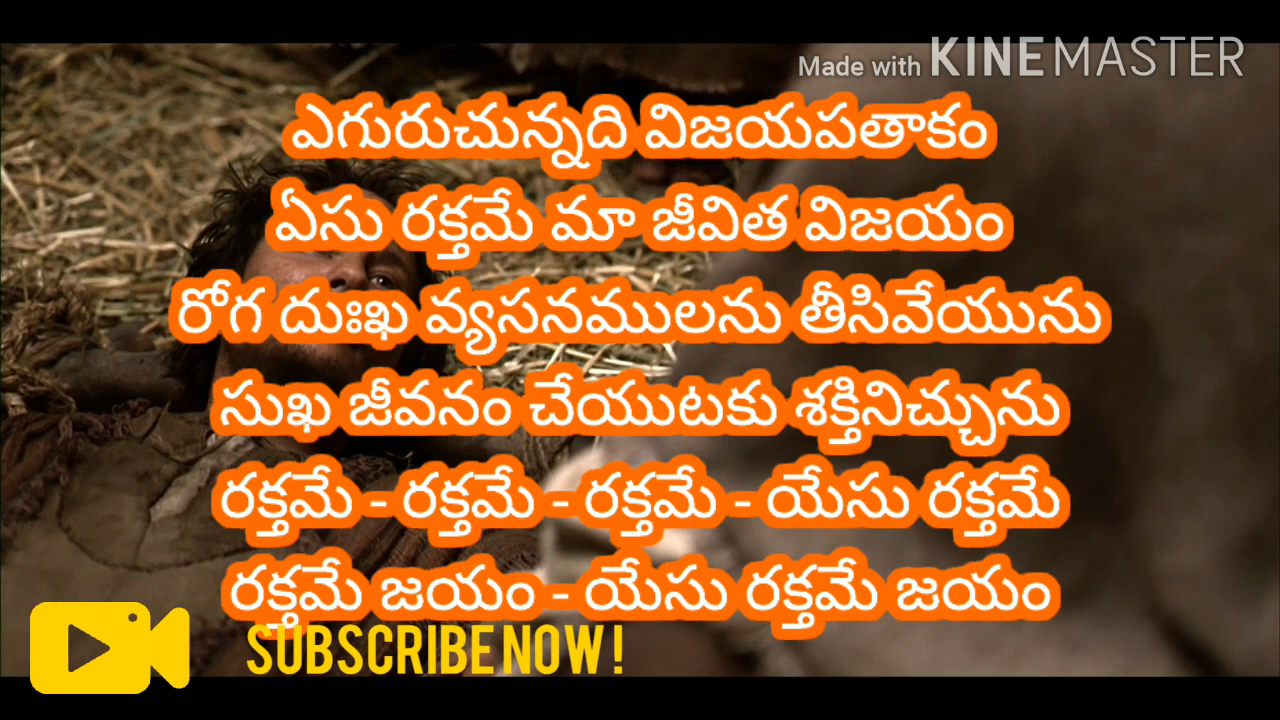 Made with KINEMASTER
ఎగురుచున్నది విజయపతాకం
ఏసు రక్తమే మా జీవిత విజయం
రోగ దుఃఖ వ్యసనములను తీసివేయును
సుఖ జీవనం చేయుటకు శక్తినిచ్చును
రక్తమే - రక్తమే - రక్తమే - యేసు రక్తమే
రక్తమే జయం - యేసు రక్తమే జయం
SUBSCRIBE NOW !